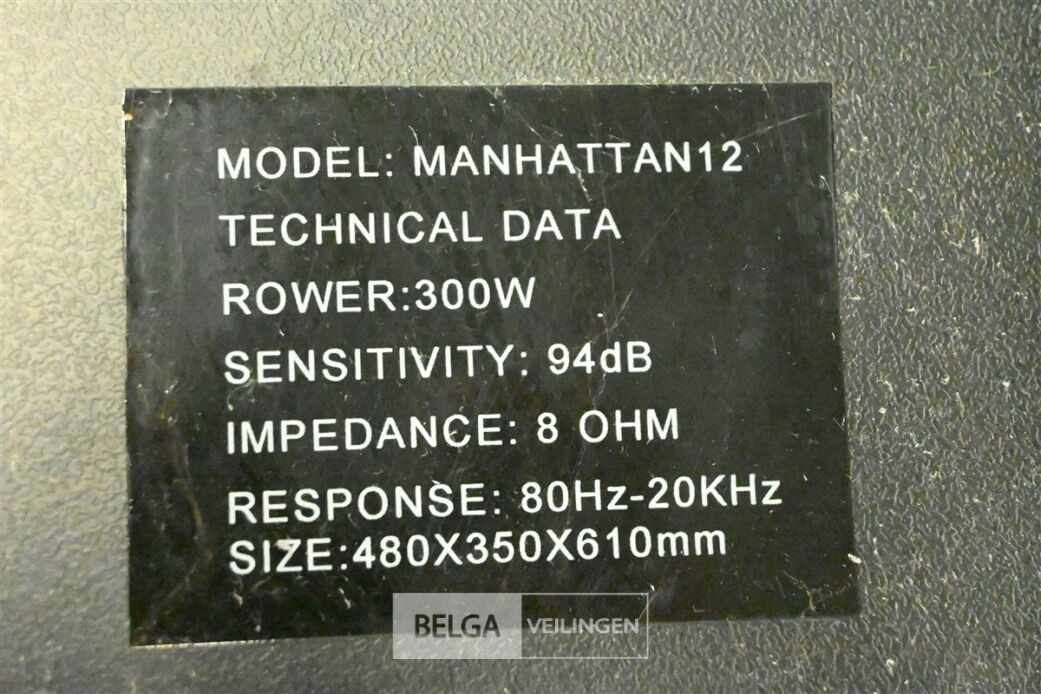 MODEL: MANHATTAN12
TECHNICAL DATA
ROWER:300W
SENSITIVITY: 94dB
IMPEDANCE: 8 OHM
RESPONSE: 80Hz-20KHz
SIZE:480X350X610mm
BELGA VEILINGEN